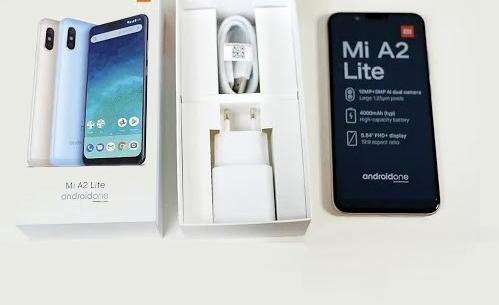 Mi A2 Lite
androidone
mi
Mi A2
Lite
12MP+5MP AI dual camera
Large 1.25μm pixels
4000mAh (typ)
High-capacity battery
5.84" FHD+ display
19:9 aspect ratio
androidone